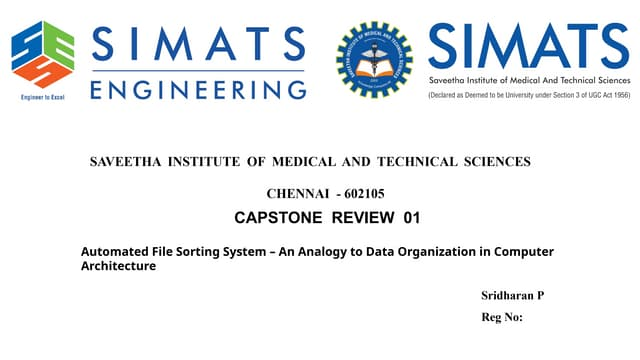 SIMATS
ENGINEERING
Engineer to Excel
SIMATS
Saveetha Institute of Medical And Technical Sciences
(Declared as Deemed to be University under Section 3 of UGC Act 1956)
SAVEETHA INSTITUTE OF MEDICAL AND TECHNICAL SCIENCES
CHENNAI - 602105
CAPSTONE REVIEW 01
Automated File Sorting System – An Analogy to Data Organization in Computer
Architecture
Sridharan P
Reg No: